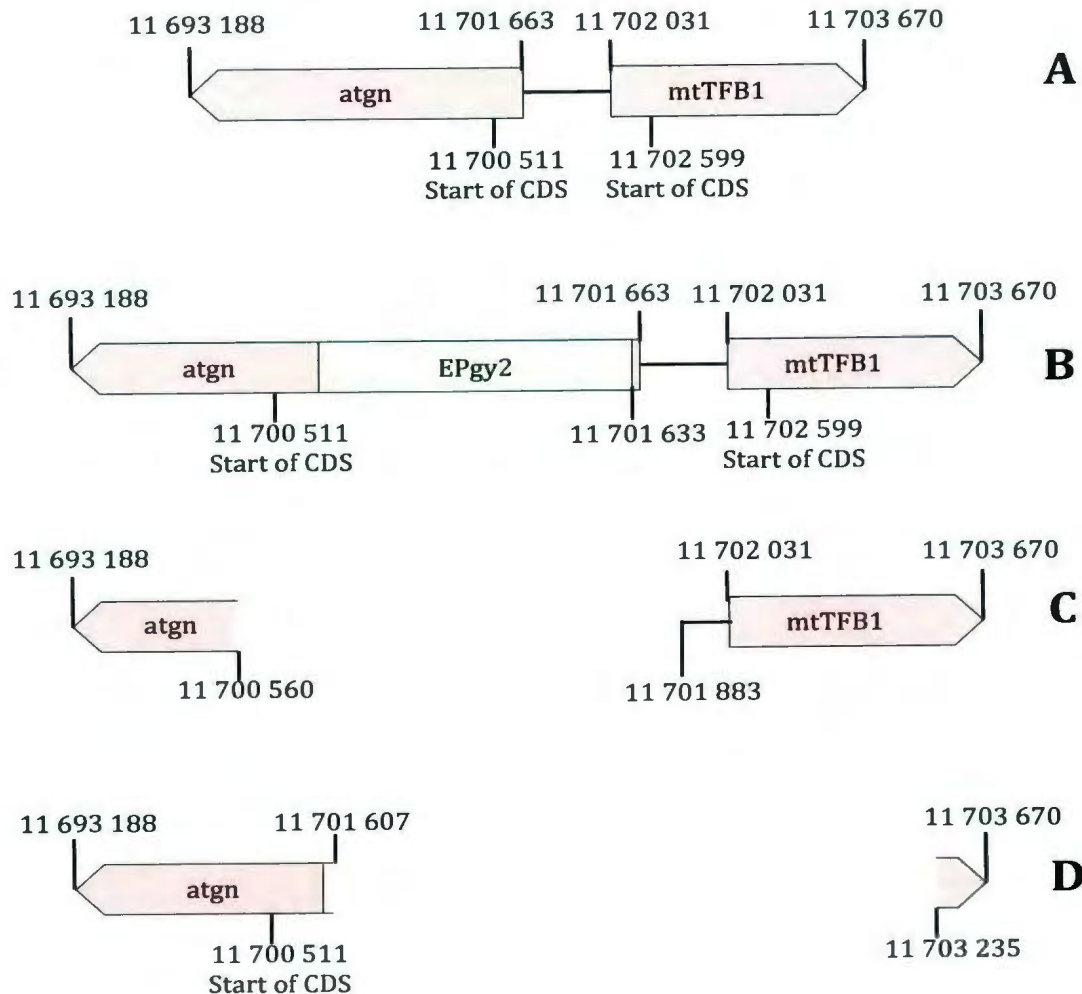 11 693 188
11 701 663
11 702 031
11 703 670
A
atgn
mtTFB1
11 700 511
Start of CDS
11 702 599
Start of CDS
11 693 188
11 701 663
11 702 031
11 703 670
B
atgn
EPgy2
mtTFB1
11 700 511
Start of CDS
11 701 633
11 702 599
Start of CDS
11 693 188
11 702 031
11 703 670
C
atgn
mtTFB1
11 700 560
11 701 883
11 693 188
11 701 607
11 703 670
D
atgn
11 700 511
Start of CDS
11 703 235